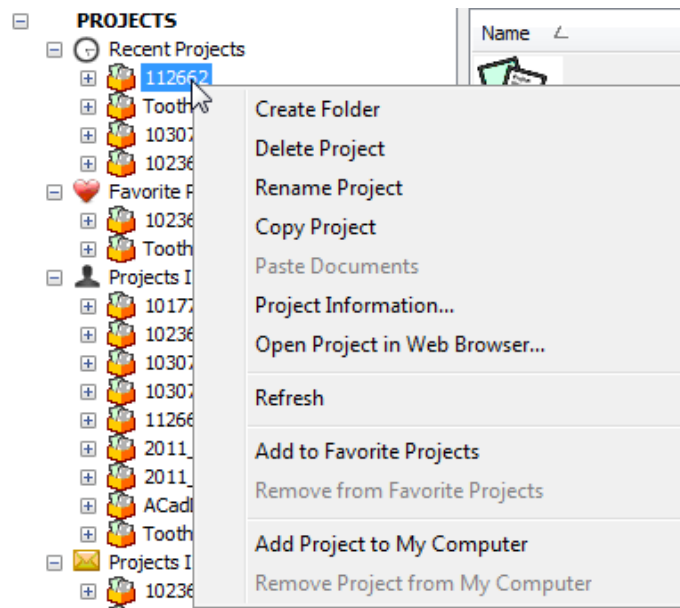 PROJECTS
Recent Projects
112662
Tooth
10307
10236
Favorite P
10236
Tooth
Projects I
10177
10236
10307
10307
11266
2011_
2011_
ACad
Tooth
Projects I
10236
Name
Create Folder
Delete Project
Rename Project
Copy Project
Paste Documents
Project Information...
Open Project in Web Browser...
Refresh
Add to Favorite Projects
Remove from Favorite Projects
Add Project to My Computer
Remove Project from My Computer